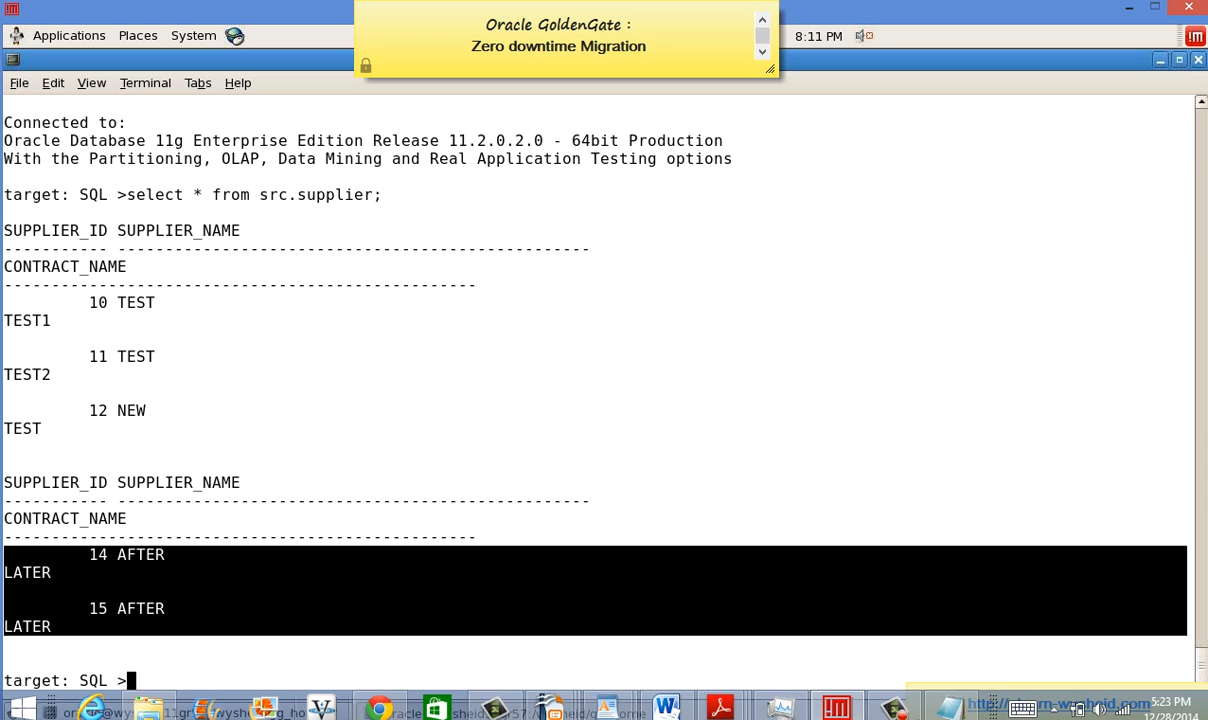 Oracle GoldenGate :
Zero downtime Migration
Applications Places System
8:11 PM
File Edit View Terminal Tabs Help
Connected to:
Oracle Database 11g Enterprise Edition Release 11.2.0.2.0 - 64bit Production
With the Partitioning, OLAP, Data Mining and Real Application Testing options
target: SQL >select * from src.supplier;
SUPPLIER_ID SUPPLIER_NAME
----------- --------------------------------------------------
CONTRACT_NAME
--------------------------------------------------
10 TEST
TEST1
11 TEST
TEST2
12 NEW
TEST
SUPPLIER_ID SUPPLIER_NAME
----------- --------------------------------------------------
CONTRACT_NAME
--------------------------------------------------
14 AFTER
LATER
15 AFTER
LATER
target: SQL >
5:23 PM
12/28/2014